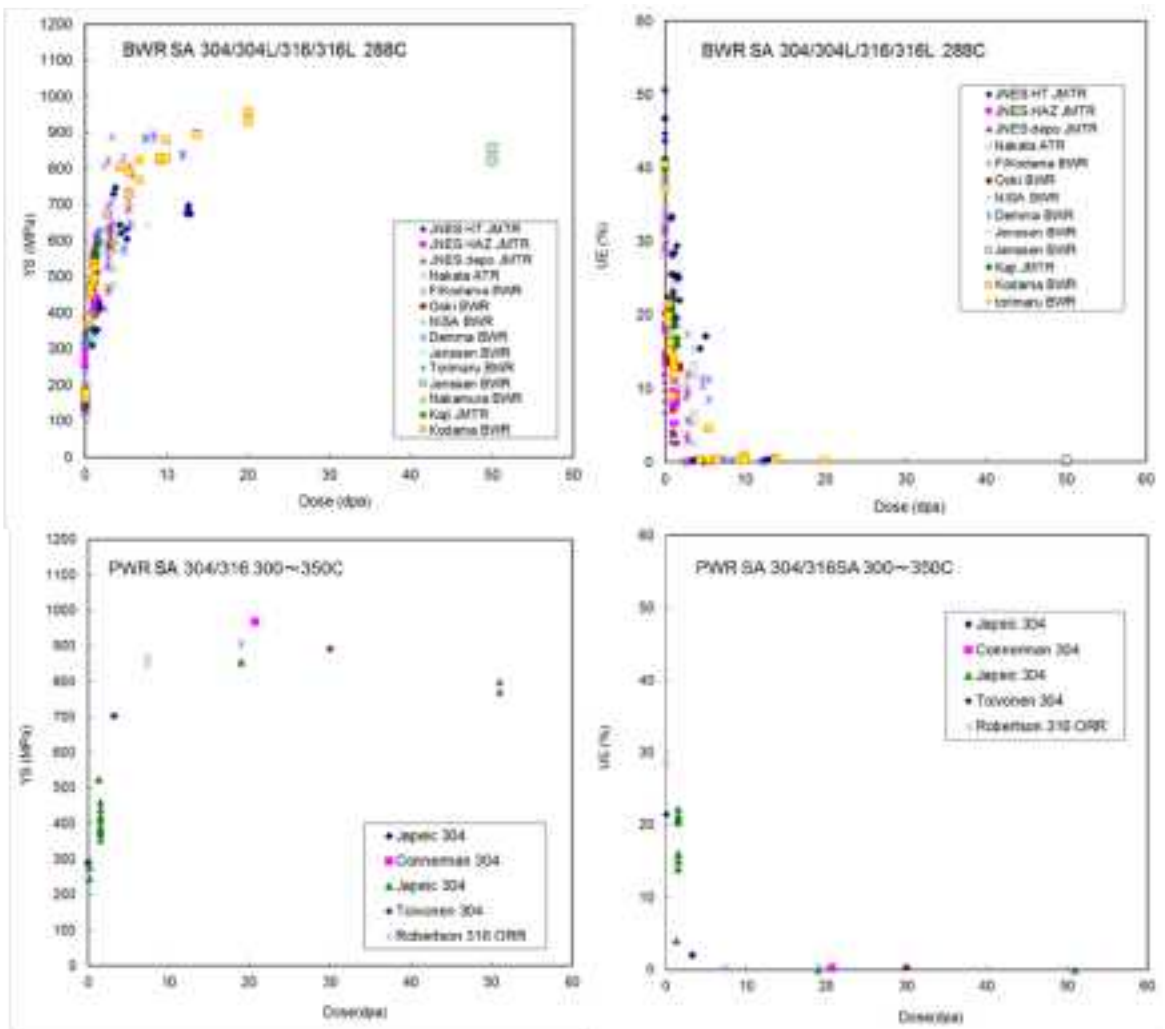 1200
1100
1000
900
800
700
600
500
400
300
200
100
0
YS (MPa)
BWR SA 304/304L/316/316L 288C
JNES-HT JMTR
JNES-HAZ JMTR
JNES-depo JMTR
Nakata ATR
F/Kodama BWR
Ooki BWR
NISA BWR
Demma BWR
Jenssen BWR
Torimaru BWR
Jenssen BWR
Nakamura BWR
Kaji JMTR
Kodama BWR
0 10 20 30 40 50 60
Dose (dpa)
60
50
40
30
20
10
0
UE (%)
BWR SA 304/304L/316/316L 288C
JNES-HT JMTR
JNES-HAZ JMTR
JNES-depo JMTR
Nakata ATR
F/Kodama BWR
Ooki BWR
NISA BWR
Demma BWR
Jenssen BWR
Jenssen BWR
Kaji JMTR
Kodama BWR
torimaru BWR
0 10 20 30 40 50 60
Dose (dpa)
1200
1100
1000
900
800
700
600
500
400
300
200
100
0
YS (MPa)
PWR SA 304/316 300～350C
Japeic 304
Connerman 304
Japeic 304
Toivonen 304
Robertson 316 ORR
0 10 20 30 40 50 60
Dose(dpa)
60
50
40
30
20
10
0
UE (%)
PWR SA 304/316SA 300～350C
Japeic 304
Connerman 304
Japeic 304
Toivonen 304
Robertson 316 ORR
0 10 20 30 40 50 60
Dose(dpa)